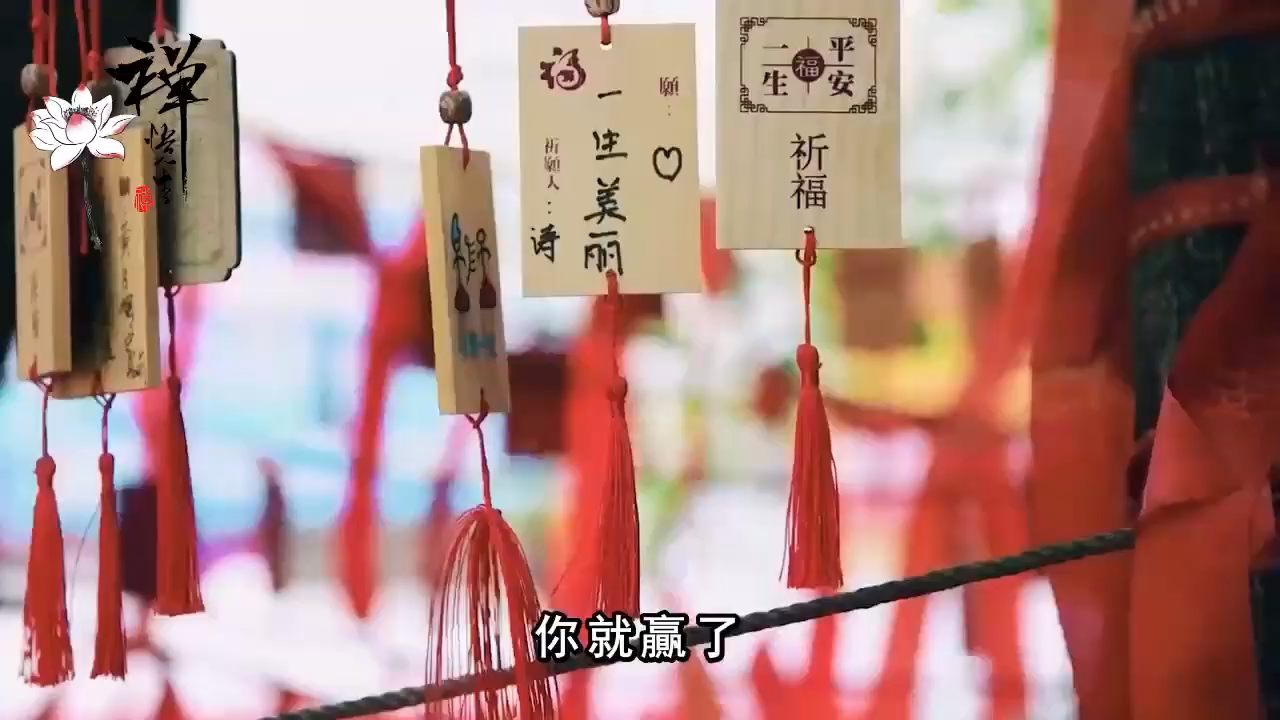 禅
福
願：
一生美丽
祈願人：
诗
一生
福
平安
祈福
你就贏了